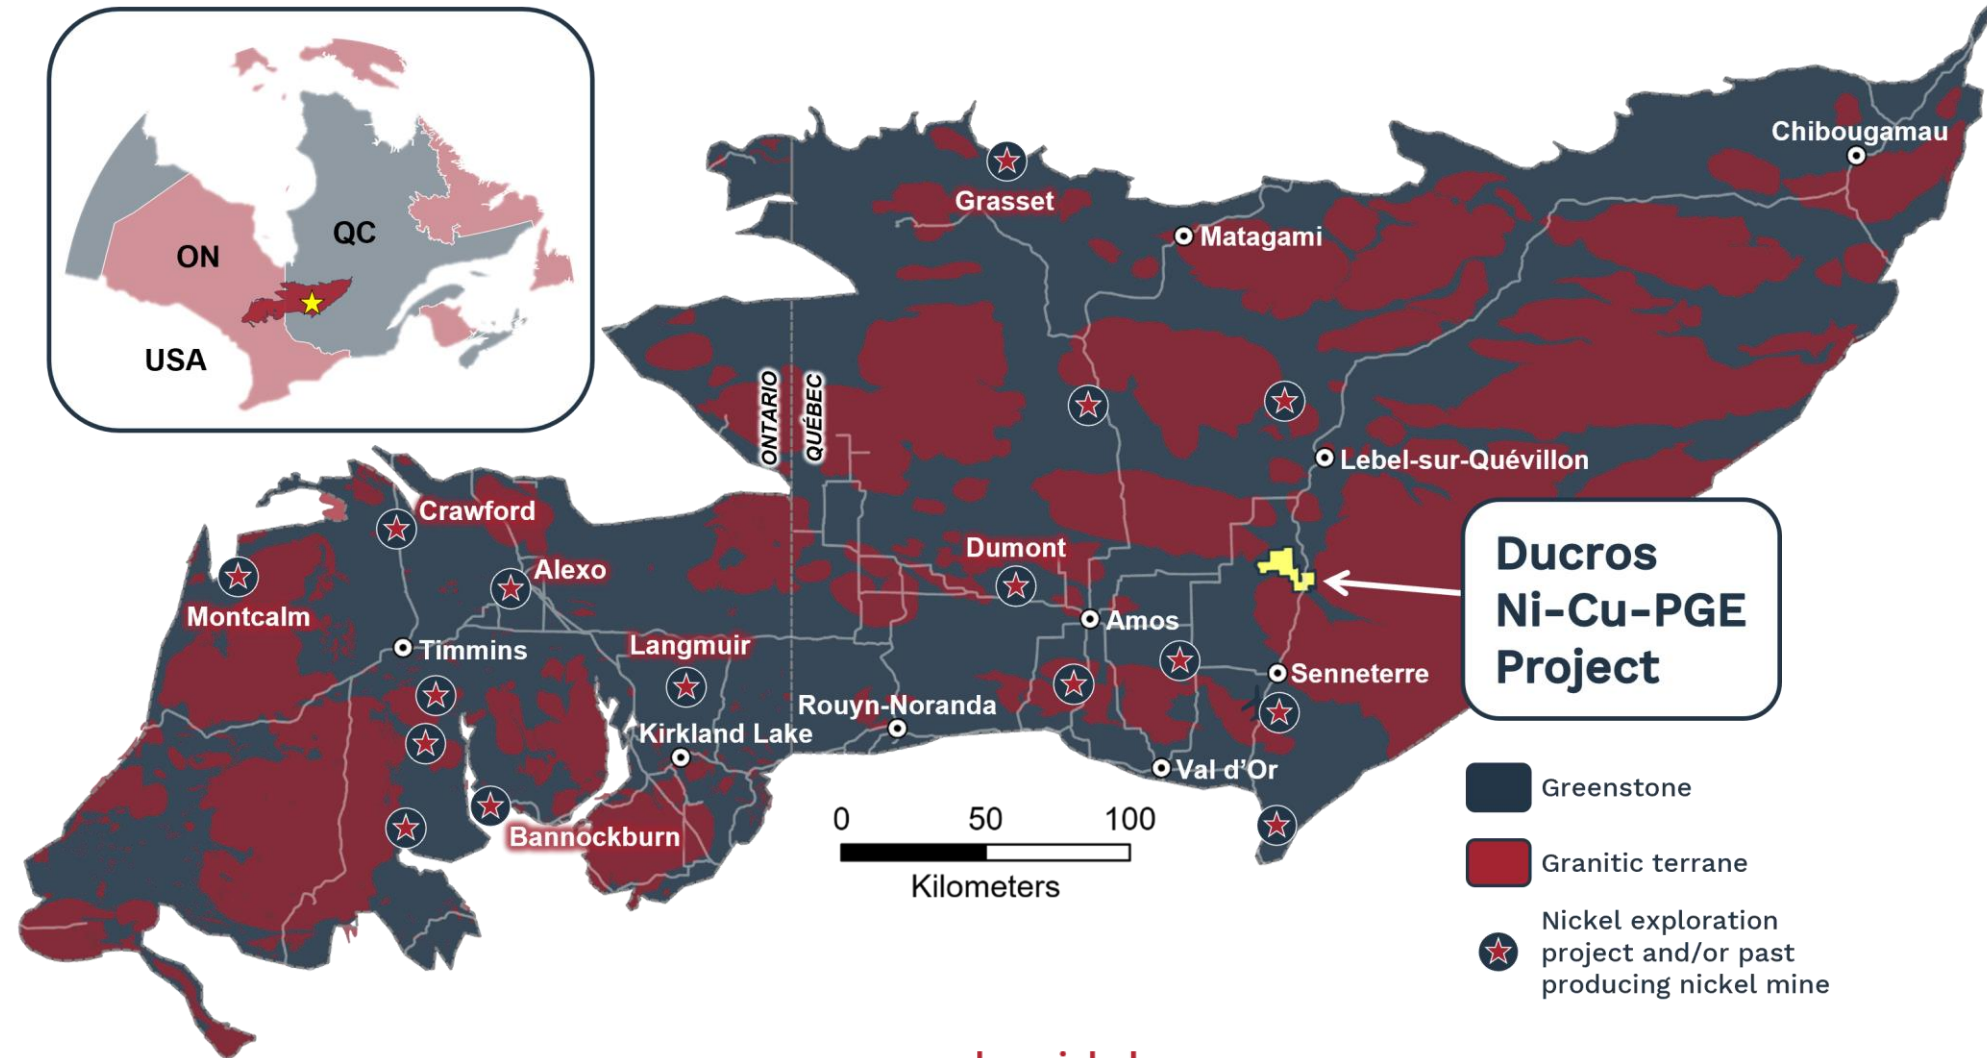 ON
QC
USA
Chibougamau
Grasset
Matagami
ONTARIO
QUÉBEC
Lebel-sur-Quévillon
Crawford
Alexo
Montcalm
Timmins
Langmuir
Dumont
Amos
Ducros
Ni-Cu-PGE
Project
Senneterre
Rouyn-Noranda
Kirkland Lake
Val d'Or
Bannockburn
0 50 100
Kilometers
Greenstone
Granitic terrane
Nickel exploration
project and/or past
producing nickel mine